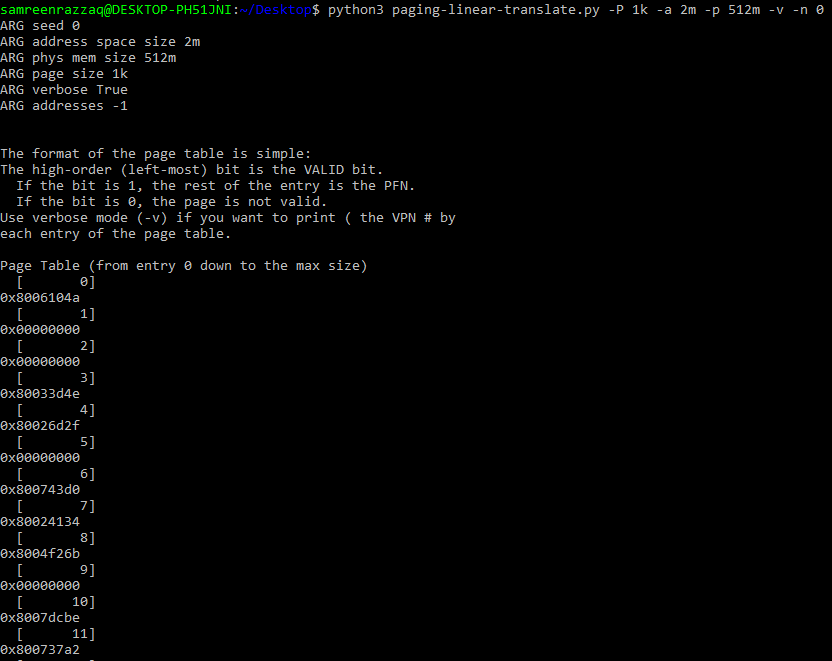 samreenrazzaq@DESKTOP-PH51JNI:~/Desktop$ python3 paging-linear-translate.py -P 1k -a 2m -p 512m -v -n 0
ARG seed 0
ARG address space size 2m
ARG phys mem size 512m
ARG page size 1k
ARG verbose True
ARG addresses -1
The format of the page table is simple:
The high-order (left-most) bit is the VALID bit.
  If the bit is 1, the rest of the entry is the PFN.
  If the bit is 0, the page is not valid.
Use verbose mode (-v) if you want to print ( the VPN # by
each entry of the page table.
Page Table (from entry 0 down to the max size)
  [       0]
0x8006104a
  [       1]
0x00000000
  [       2]
0x00000000
  [       3]
0x80033d4e
  [       4]
0x80026d2f
  [       5]
0x00000000
  [       6]
0x800743d0
  [       7]
0x80024134
  [       8]
0x8004f26b
  [       9]
0x00000000
  [      10]
0x8007dcbe
  [      11]
0x800737a2